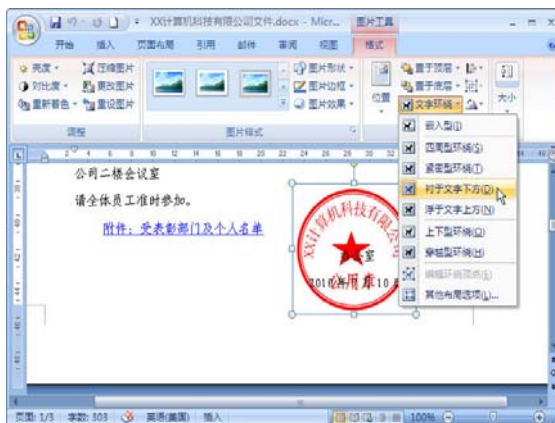 XX计算机科技有限公司文件.docx - Micr...
图片工具
开始 插入 页面布局 引用 邮件 审阅 视图 格式
亮度 压缩图片
对比度 更改图片
重新着色 重设图片
图片形状
图片边框
图片效果
位置
置于顶层
置于底层
文字环绕
大小
调整 图片样式
嵌入型(I)
四周型环绕(S)
紧密型环绕(T)
衬于文字下方(D)
浮于文字上方(N)
上下型环绕(O)
穿越型环绕(H)
编辑环绕顶点(E)
其他布局选项(L)...
公司二楼会议室
请全体员工准时参加。
附件：受表彰部门及个人名单
XX计算机科技有限公司
公室
公用章
页面: 1/3 字数: 303 英语(美国) 插入 100%